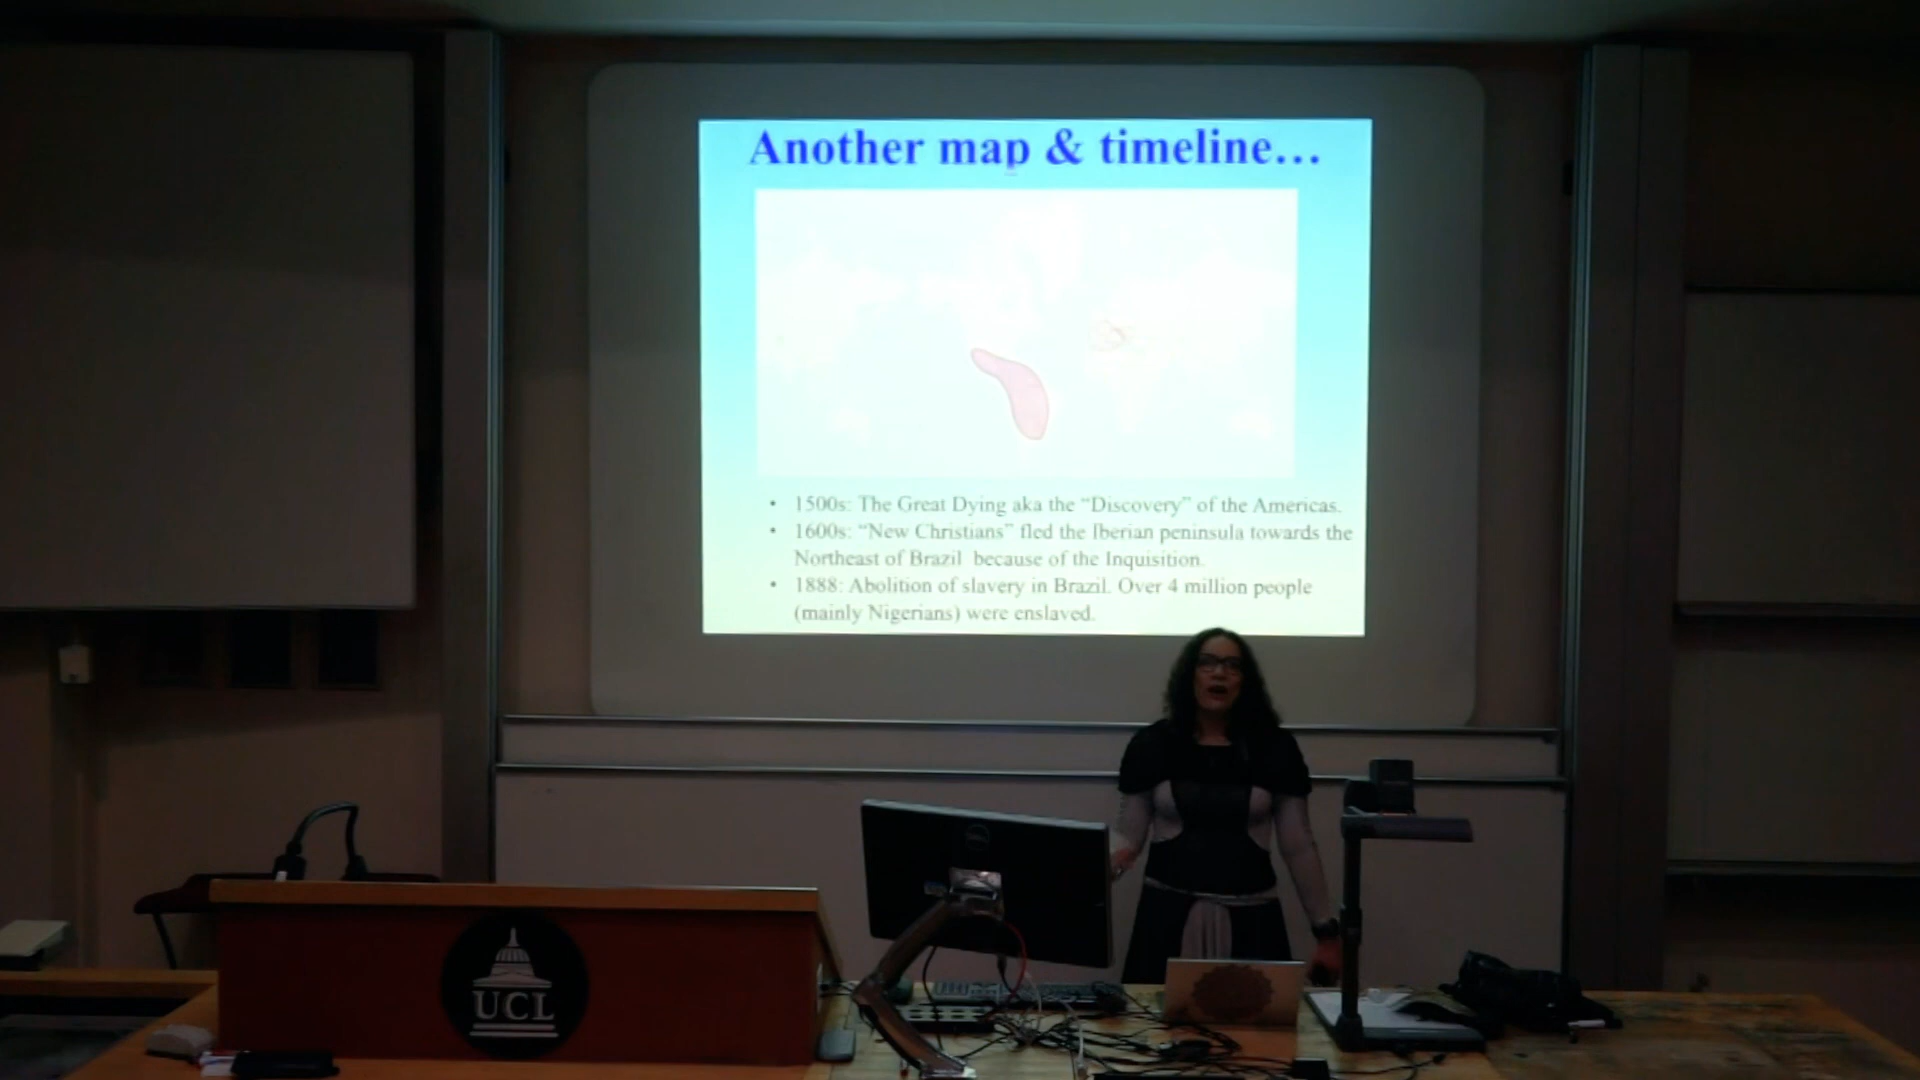 Another map & timeline…
• 1500s: The Great Dying aka the “Discovery” of the Americas.
• 1600s: “New Christians” fled the Iberian peninsula towards the
Northeast of Brazil because of the Inquisition.
• 1888: Abolition of slavery in Brazil. Over 4 million people
(mainly Nigerians) were enslaved.
UCL